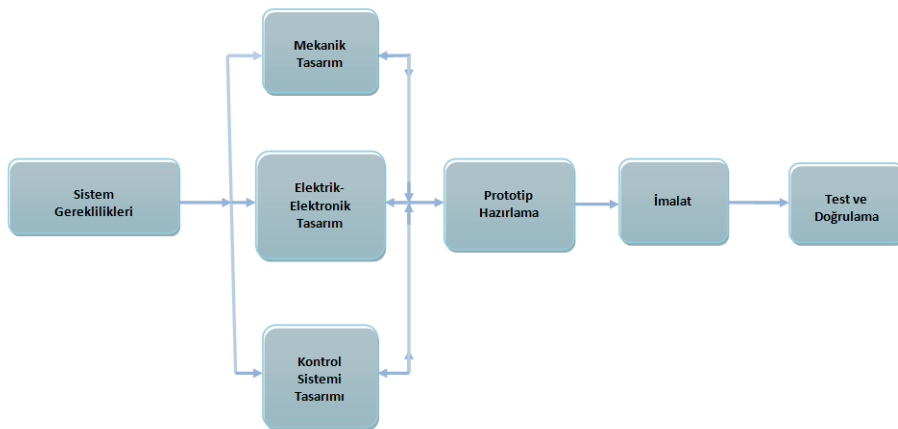 Mekanik
Tasarım
Sistem
Gereklilikleri
Elektrik-
Elektronik
Tasarım
Kontrol
Sistemi
Tasarımı
Prototip
Hazırlama
İmalat
Test ve
Doğrulama